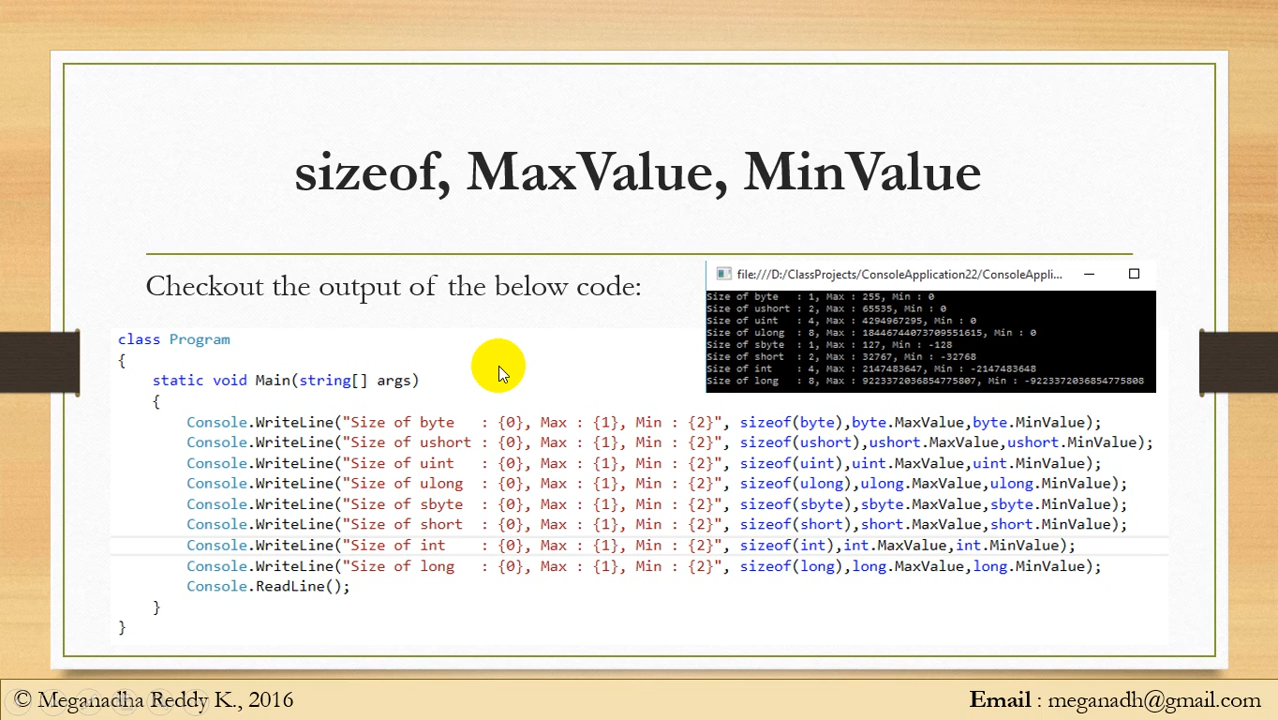 sizeof, MaxValue, MinValue
Checkout the output of the below code:
file:///D:/ClassProjects/ConsoleApplication22/ConsoleAppli...
Size of byte   : 1, Max : 255, Min : 0
Size of ushort : 2, Max : 65535, Min : 0
Size of uint   : 4, Max : 4294967295, Min : 0
Size of ulong  : 8, Max : 18446744073709551615, Min : 0
Size of sbyte  : 1, Max : 127, Min : -128
Size of short  : 2, Max : 32767, Min : -32768
Size of int    : 4, Max : 2147483647, Min : -2147483648
Size of long   : 8, Max : 9223372036854775807, Min : -9223372036854775808
class Program
{
    static void Main(string[] args)
    {
        Console.WriteLine("Size of byte   : {0}, Max : {1}, Min : {2}", sizeof(byte),byte.MaxValue,byte.MinValue);
        Console.WriteLine("Size of ushort : {0}, Max : {1}, Min : {2}", sizeof(ushort),ushort.MaxValue,ushort.MinValue);
        Console.WriteLine("Size of uint   : {0}, Max : {1}, Min : {2}", sizeof(uint),uint.MaxValue,uint.MinValue);
        Console.WriteLine("Size of ulong  : {0}, Max : {1}, Min : {2}", sizeof(ulong),ulong.MaxValue,ulong.MinValue);
        Console.WriteLine("Size of sbyte  : {0}, Max : {1}, Min : {2}", sizeof(sbyte),sbyte.MaxValue,sbyte.MinValue);
        Console.WriteLine("Size of short  : {0}, Max : {1}, Min : {2}", sizeof(short),short.MaxValue,short.MinValue);
        Console.WriteLine("Size of int    : {0}, Max : {1}, Min : {2}", sizeof(int),int.MaxValue,int.MinValue);
        Console.WriteLine("Size of long   : {0}, Max : {1}, Min : {2}", sizeof(long),long.MaxValue,long.MinValue);
        Console.ReadLine();
    }
}
© Meganadha Reddy K., 2016
Email : meganadh@gmail.com